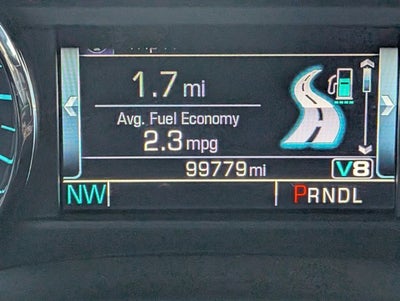 1.7 mi
Avg. Fuel Economy
2.3 mpg
99779 mi
V8
NW
PRNDL